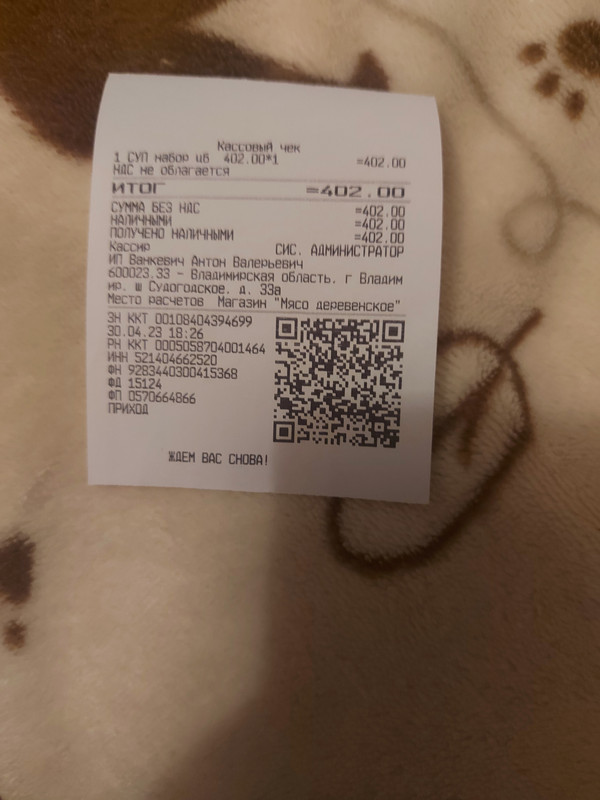 Кассовый чек
1 СУП набор цб 402.00*1 =402.00
НДС не облагается
ИТОГ =402.00
СУММА БЕЗ НДС =402.00
НАЛИЧНЫМИ =402.00
ПОЛУЧЕНО НАЛИЧНЫМИ =402.00
Кассир СИС. АДМИНИСТРАТОР
ИП Ванкевич Антон Валерьевич
600023.33 - Владимирская область. г Владим
ир. ш Судогодское. д. 33а
Место расчетов Магазин "Мясо деревенское"
ЗН ККТ 00108404394699
30.04.23 18:26
РН ККТ 0005058704001464
ИНН 521404662520
ФН 9283440300415368
ФД 15124
ФП 0570664866
ПРИХОД
ЖДЕМ ВАС СНОВА!